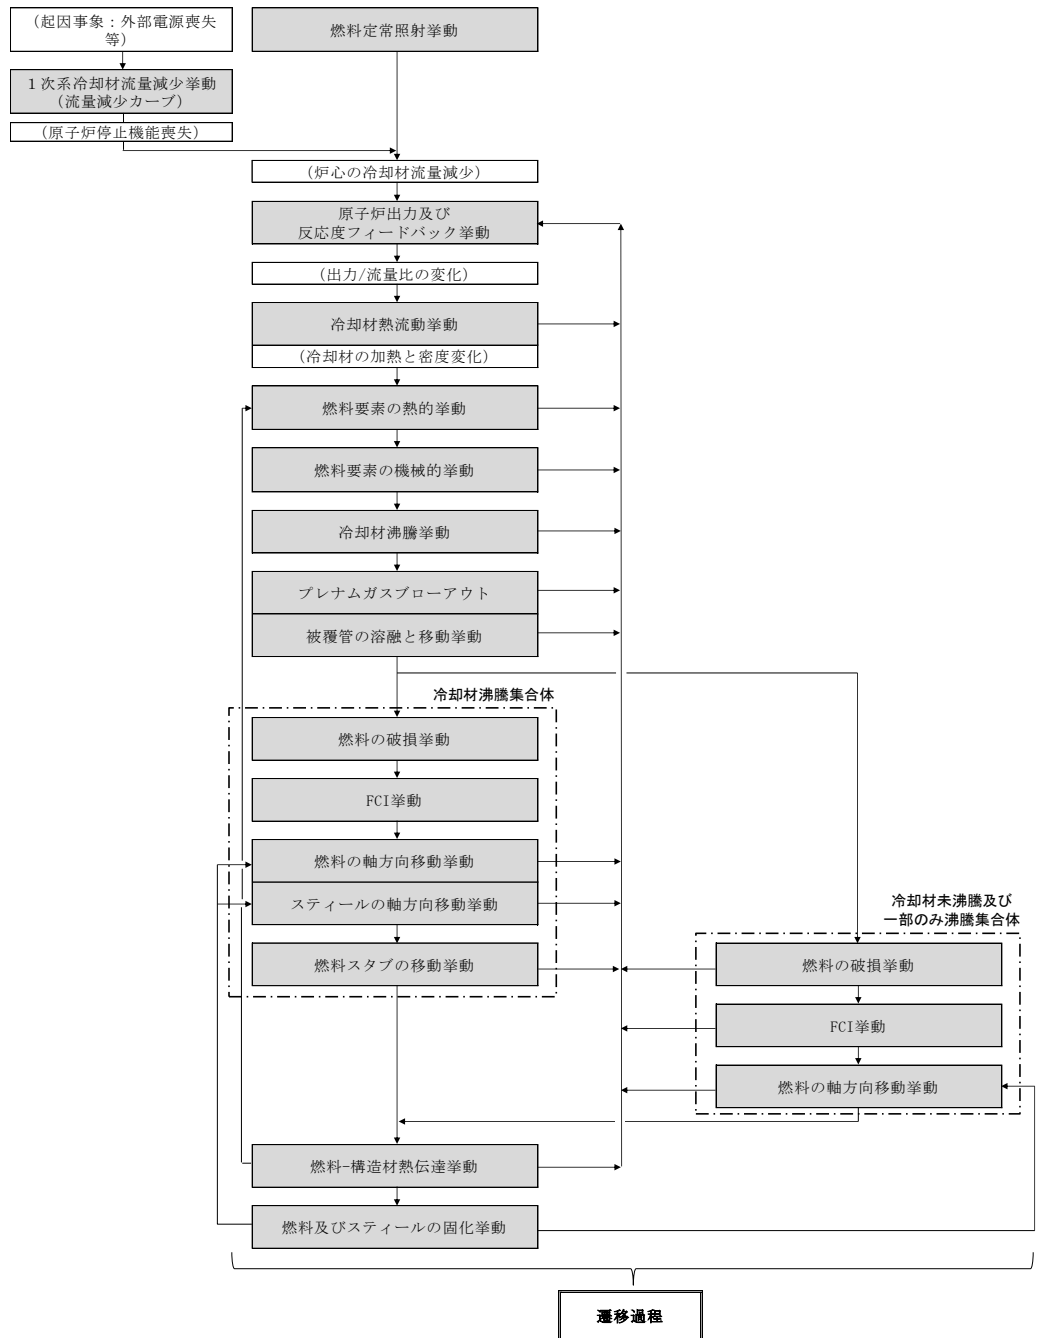 （起因事象：外部電源喪失
等）
燃料定常照射挙動
１次系冷却材流量減少挙動
（流量減少カーブ）
（原子炉停止機能喪失）
（炉心の冷却材流量減少）
原子炉出力及び
反応度フィードバック挙動
（出力/流量比の変化）
冷却材熱流動挙動
（冷却材の加熱と密度変化）
燃料要素の熱的挙動
燃料要素の機械的挙動
冷却材沸騰挙動
プレナムガスブローアウト
被覆管の溶融と移動挙動
冷却材沸騰集合体
燃料の破損挙動
FCI挙動
燃料の軸方向移動挙動
スティールの軸方向移動挙動
燃料スタブの移動挙動
冷却材未沸騰及び
一部のみ沸騰集合体
燃料の破損挙動
FCI挙動
燃料の軸方向移動挙動
燃料-構造材熱伝達挙動
燃料及びスティールの固化挙動
遷移過程